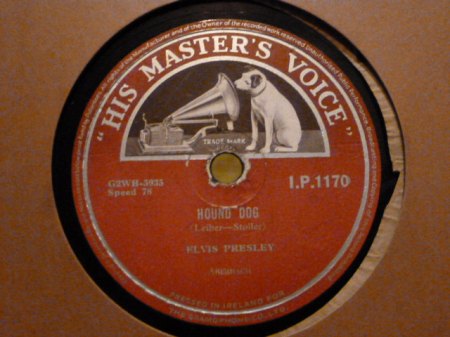 "HIS MASTER'S VOICE"
TRADE MARK
G2WH-5935
Speed 78
I.P.1170
HOUND DOG
(Leiber—Stoller)
ELVIS PRESLEY
PRESSED IN IRELAND FOR
THE GRAMOPHONE CO. LTD.